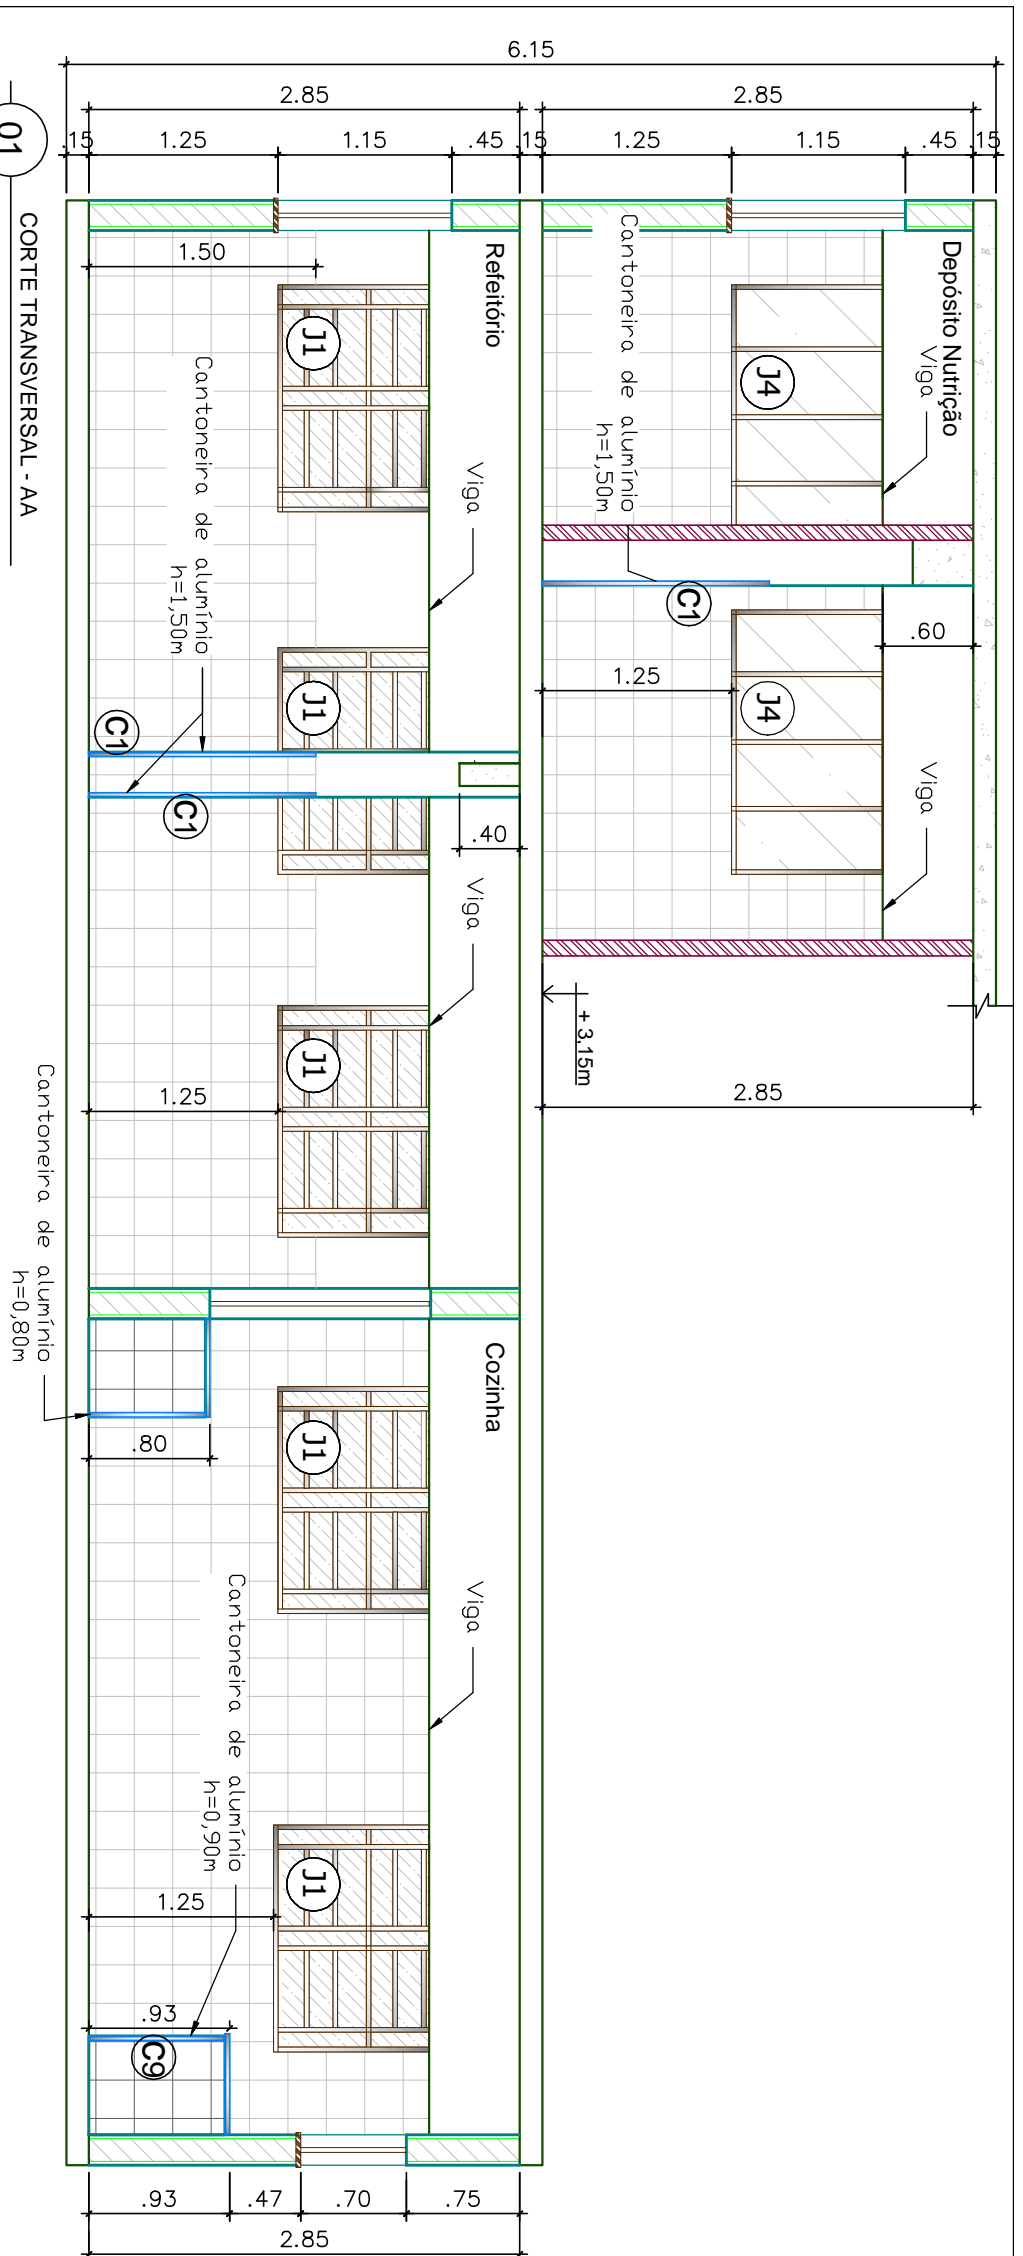 6.15
2.85
2.85
.15
1.25
1.15
.45
.15
1.25
1.15
.45
.15
Depósito Nutrição
Viga
J4
Cantoneira de alumínio
h=1,50m
C1
.60
1.25
J4
Viga
+ 3,15m
2.85
Refeitório
1.50
J1
Cantoneira de alumínio
h=1,50m
Viga
J1
C1
C1
.40
Viga
J1
1.25
Cantoneira de alumínio
h=0,80m
Cozinha
.80
J1
Viga
Cantoneira de alumínio
h=0,90m
J1
1.25
.93
C9
.93
.47
.70
.75
2.85
01
CORTE TRANSVERSAL - AA